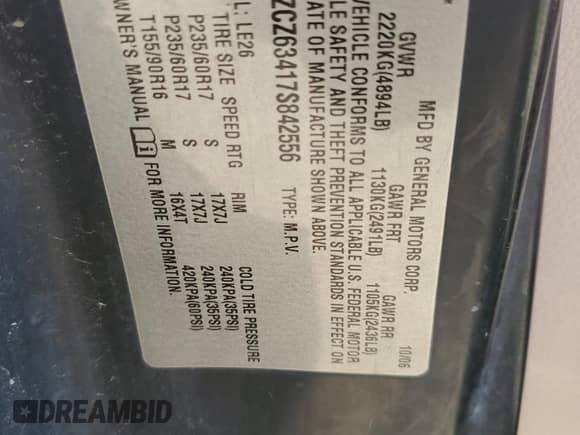 MFD BY GENERAL MOTORS CORP. 10/06
GVWR GAWR FRT GAWR RR
2220KG(4894LB) 1130KG(2491LB) 1105KG(2436LB)
VEHICLE CONFORMS TO ALL APPLICABLE U.S. FEDERAL MOTOR
LE SAFETY AND THEFT PREVENTION STANDARDS IN EFFECT ON
ATE OF MANUFACTURE SHOWN ABOVE.
ZCZ63417S842556 TYPE: M.P.V.
L: LE26
TIRE SIZE SPEED RTG RIM COLD TIRE PRESSURE
P235/60R17 S 17X7J 240KPA(35PSI)
P235/60R17 S 17X7J 240KPA(35PSI)
T155/90R16 M 16X4T 420KPA(60PSI)
WNER'S MANUAL FOR MORE INFORMATION.
DREAMBID